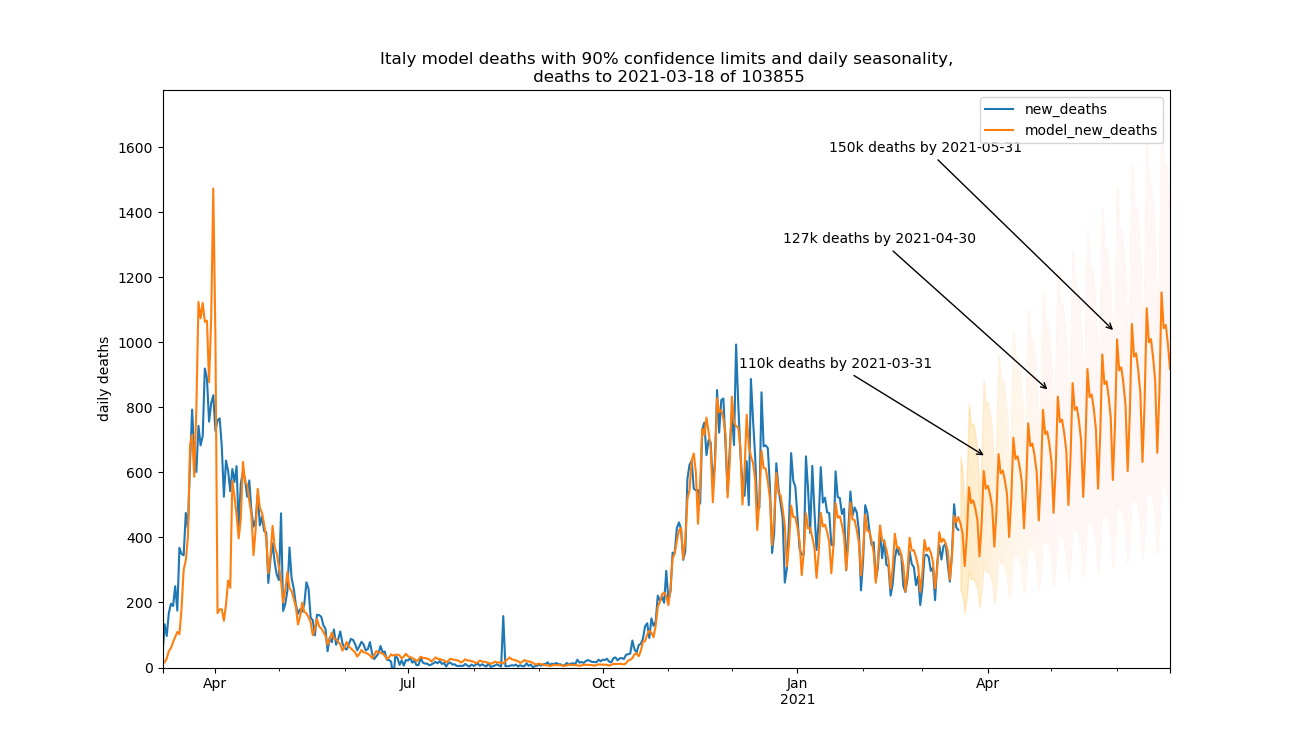 Italy model deaths with 90% confidence limits and daily seasonality,
deaths to 2021-03-18 of 103855
new_deaths
model_new_deaths
150k deaths by 2021-05-31
127k deaths by 2021-04-30
110k deaths by 2021-03-31
daily deaths
1600
1400
1200
1000
800
600
400
200
0
Apr
Jul
Oct
Jan
2021
Apr